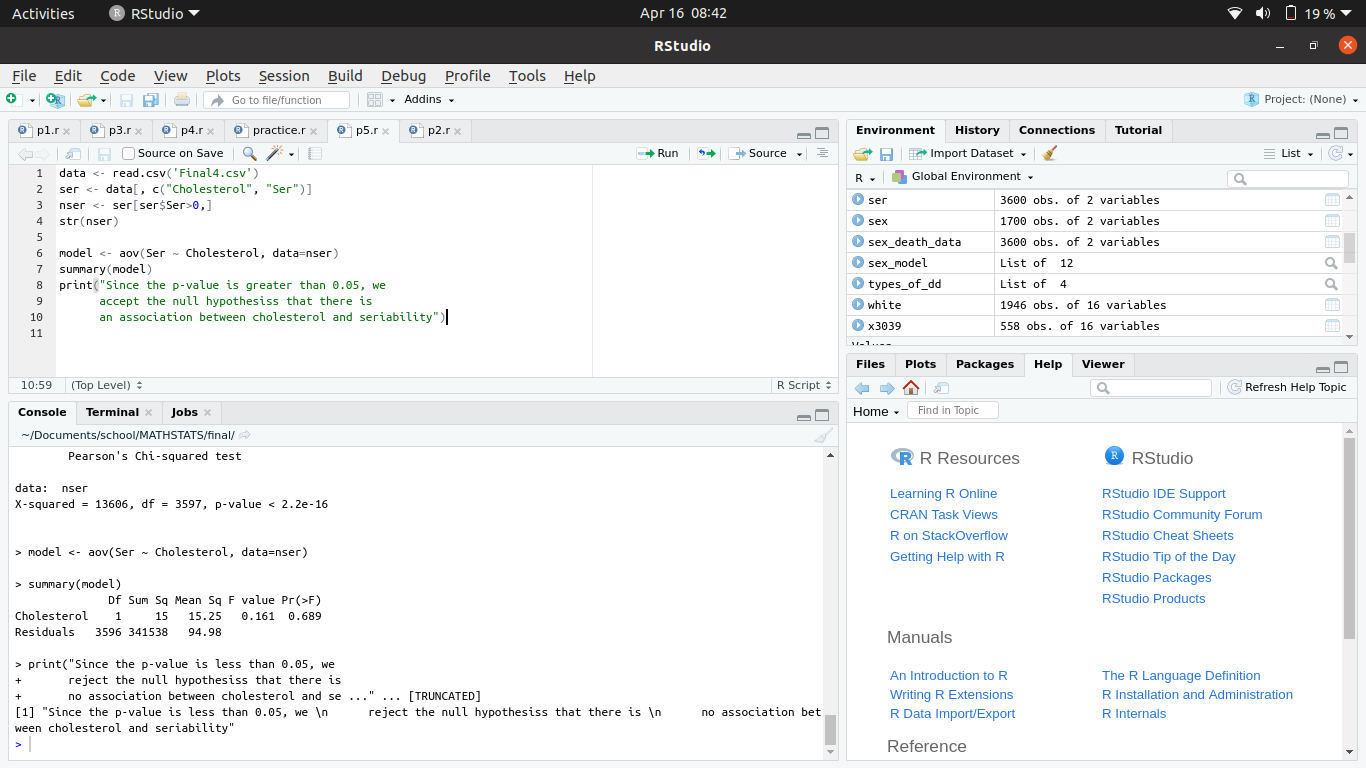 Activities RStudio Apr 16 08:42 19 %
RStudio
File Edit Code View Plots Session Build Debug Profile Tools Help
Go to file/function Addins Project: (None)
p1.r p3.r p4.r practice.r p5.r p2.r
Source on Save Run Source
1 data <- read.csv('Final4.csv')
2 ser <- data[, c("Cholesterol", "Ser")]
3 nser <- ser[ser$Ser>0,]
4 str(nser)
5
6 model <- aov(Ser ~ Cholesterol, data=nser)
7 summary(model)
8 print("Since the p-value is greater than 0.05, we
9 accept the null hypothesiss that there is
10 an association between cholesterol and seriability")
11
10:59 (Top Level) R Script
Console Terminal Jobs
~/Documents/school/MATHSTATS/final/
Pearson's Chi-squared test
data: nser
X-squared = 13606, df = 3597, p-value < 2.2e-16
> model <- aov(Ser ~ Cholesterol, data=nser)
> summary(model)
Df Sum Sq Mean Sq F value Pr(>F)
Cholesterol 1 15 15.25 0.161 0.689
Residuals 3596 341538 94.98
> print("Since the p-value is less than 0.05, we
+ reject the null hypothesiss that there is
+ no association between cholesterol and se ..." ... [TRUNCATED]
[1] "Since the p-value is less than 0.05, we \n reject the null hypothesiss that there is \n no association bet
ween cholesterol and seriability"
>
Environment History Connections Tutorial
Import Dataset List
R Global Environment
ser 3600 obs. of 2 variables
sex 1700 obs. of 2 variables
sex_death_data 3600 obs. of 2 variables
sex_model List of 12
types_of_dd List of 4
white 1946 obs. of 16 variables
x3039 558 obs. of 16 variables
Values
Files Plots Packages Help Viewer
Refresh Help Topic
Home Find in Topic
R Resources
Learning R Online
CRAN Task Views
R on StackOverflow
Getting Help with R
RStudio
RStudio IDE Support
RStudio Community Forum
RStudio Cheat Sheets
RStudio Tip of the Day
RStudio Packages
RStudio Products
Manuals
An Introduction to R The R Language Definition
Writing R Extensions R Installation and Administration
R Data Import/Export R Internals
Reference